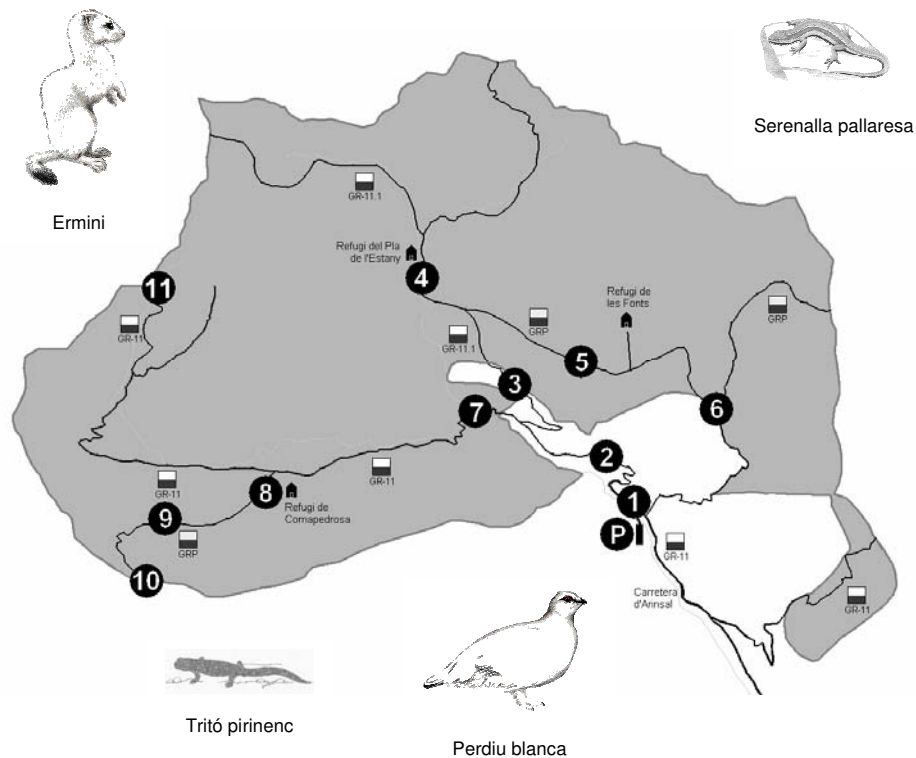 Serenalla pallaresa
Ermini
GR-11.1
Refugi del Pla
de l'Estany
4
11
GR-11
Refugi de
les Fonts
GRP
GRP
GR-11.1
5
3
6
7
2
GR-11
GR-11
8
Refugi de
Comapedrosa
1
9
P
GRP
GR-11
10
Carretera
d'Arinsal
GR-11
Tritó pirinenc
Perdiu blanca